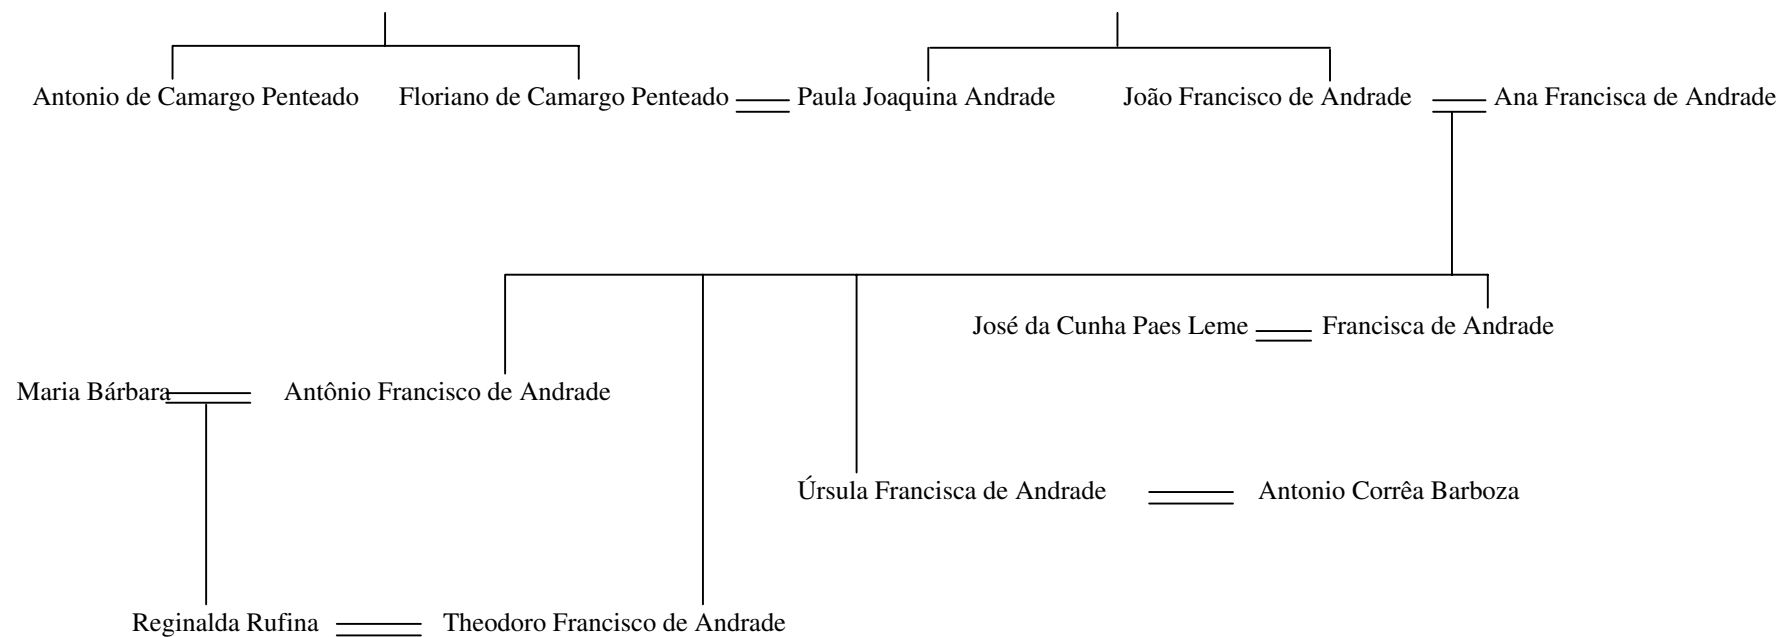 Antonio de Camargo Penteado Floriano de Camargo Penteado Paula Joaquina Andrade João Francisco de Andrade Ana Francisca de Andrade
José da Cunha Paes Leme Francisca de Andrade
Maria Bárbara Antônio Francisco de Andrade
Úrsula Francisca de Andrade Antonio Corrêa Barboza
Reginalda Rufina Theodoro Francisco de Andrade